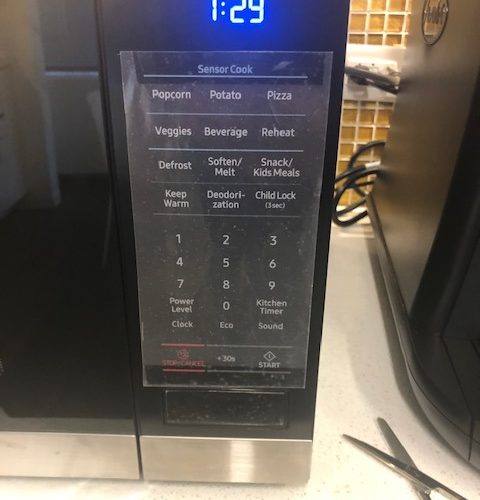 1:29
Sensor Cook
Popcorn Potato Pizza
Veggies Beverage Reheat
Defrost Soften/ Melt Snack/ Kids Meals
Keep Warm Deodori- zation Child Lock (3 sec)
1 2 3
4 5 6
7 8 9
Power Level 0 Kitchen Timer
Clock Eco Sound
STOP/CANCEL +30s START